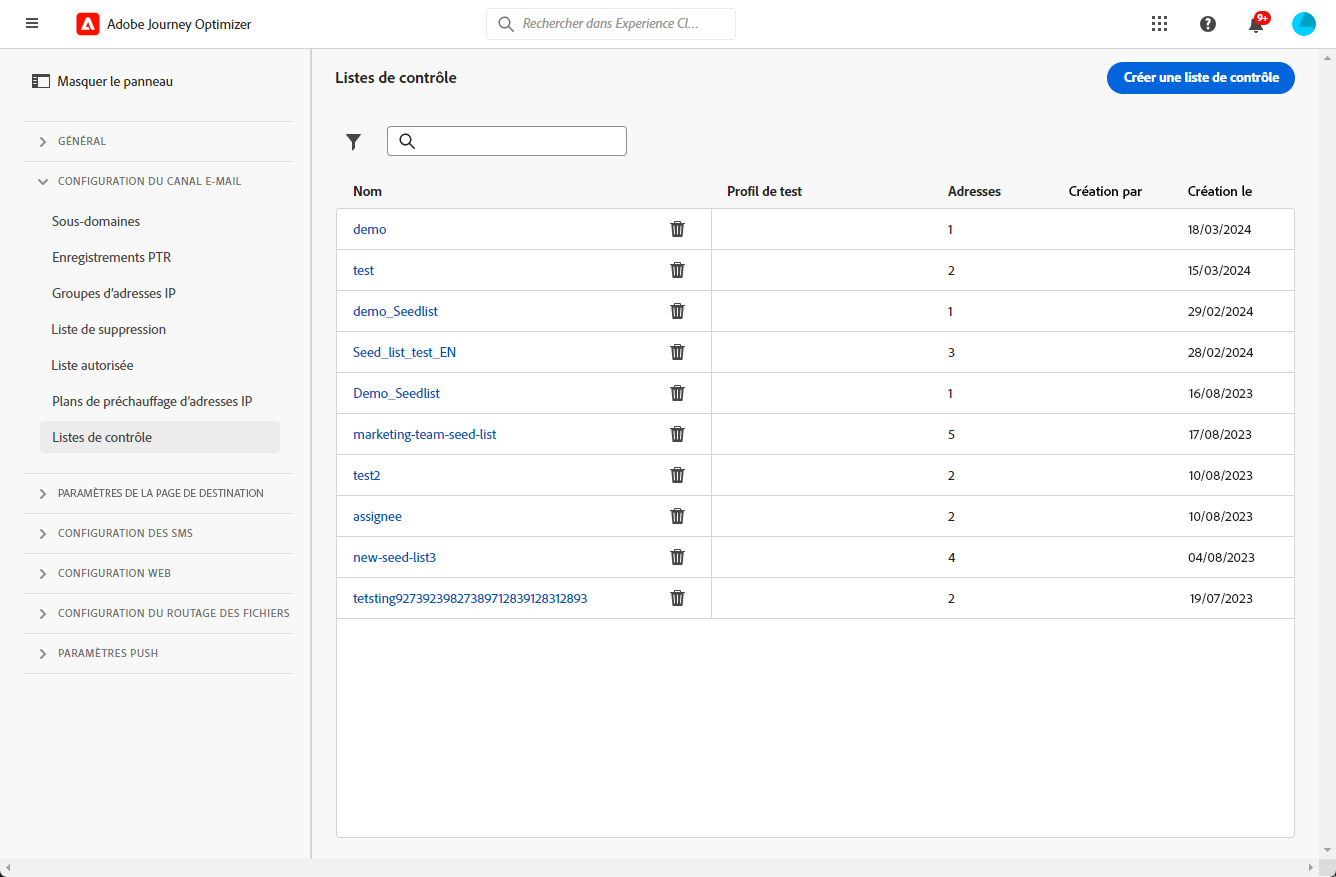 Adobe Journey Optimizer
Rechercher dans Experience Cl...
9+
Masquer le panneau
GÉNÉRAL
CONFIGURATION DU CANAL E-MAIL
Sous-domaines
Enregistrements PTR
Groupes d'adresses IP
Liste de suppression
Liste autorisée
Plans de préchauffage d'adresses IP
Listes de contrôle
PARAMÈTRES DE LA PAGE DE DESTINATION
CONFIGURATION DES SMS
CONFIGURATION WEB
CONFIGURATION DU ROUTAGE DES FICHIERS
PARAMÈTRES PUSH
Listes de contrôle
Créer une liste de contrôle
Nom Profil de test Adresses Création par Création le
demo 1 18/03/2024
test 2 15/03/2024
demo_Seedlist 1 29/02/2024
Seed_list_test_EN 3 28/02/2024
Demo_Seedlist 1 16/08/2023
marketing-team-seed-list 5 17/08/2023
test2 2 10/08/2023
assignee 2 10/08/2023
new-seed-list3 4 04/08/2023
tetsting92739239827389712839128312893 2 19/07/2023